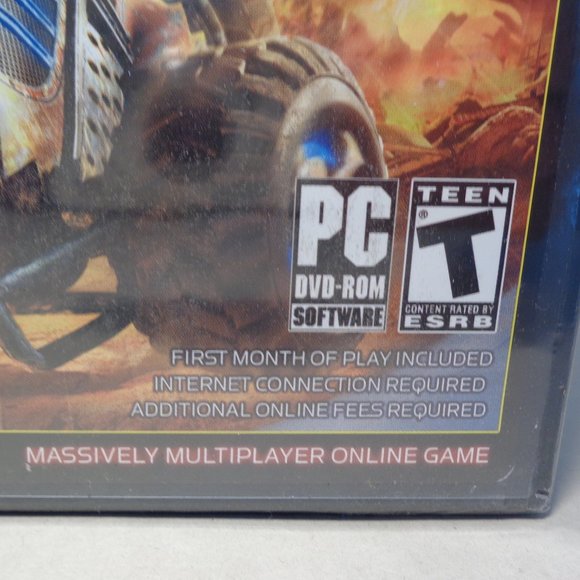 PC
DVD-ROM
SOFTWARE
TEEN
®
T
CONTENT RATED BY
ESRB
FIRST MONTH OF PLAY INCLUDED
INTERNET CONNECTION REQUIRED
ADDITIONAL ONLINE FEES REQUIRED
MASSIVELY MULTIPLAYER ONLINE GAME